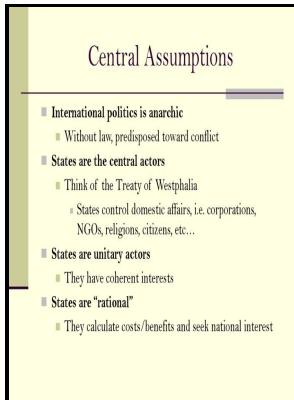 Central Assumptions
International politics is anarchic
Without law, predisposed toward conflict
States are the central actors
Think of the Treaty of Westphalia
States control domestic affairs, i.e. corporations,
NGOs, religions, citizens, etc…
States are unitary actors
They have coherent interests
States are “rational”
They calculate costs/benefits and seek national interest